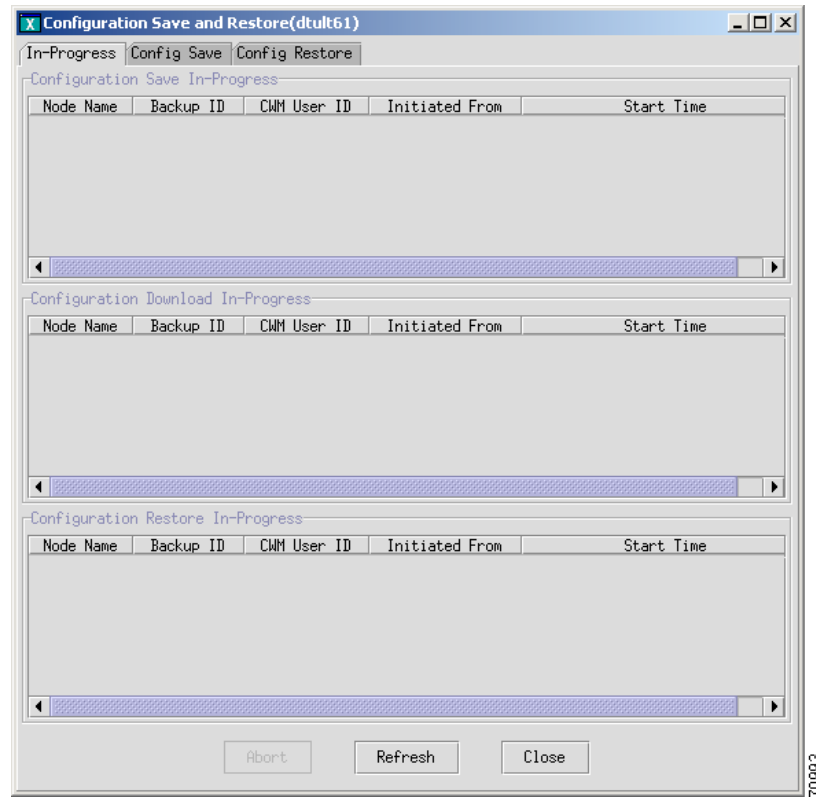 X Configuration Save and Restore(dtult61)
In-Progress Config Save Config Restore
Configuration Save In-Progress
Node Name Backup ID CWM User ID Initiated From Start Time
Configuration Download In-Progress
Node Name Backup ID CWM User ID Initiated From Start Time
Configuration Restore In-Progress
Node Name Backup ID CWM User ID Initiated From Start Time
Abort Refresh Close
70993